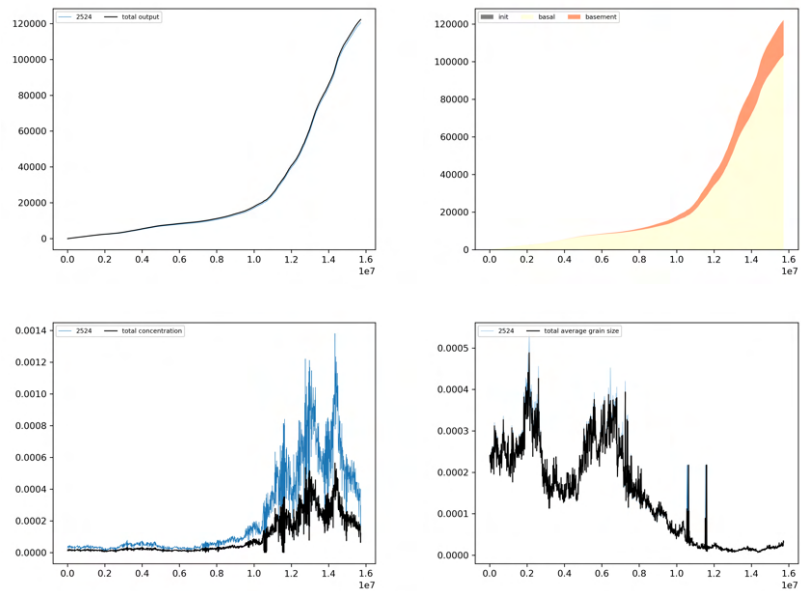 2524 total output
120000
100000
80000
60000
40000
20000
0
0.0 0.2 0.4 0.6 0.8 1.0 1.2 1.4 1.6
1e7
init basal basement
120000
100000
80000
60000
40000
20000
0
0.0 0.2 0.4 0.6 0.8 1.0 1.2 1.4 1.6
1e7
2524 total concentration
0.0014
0.0012
0.0010
0.0008
0.0006
0.0004
0.0002
0.0000
0.0 0.2 0.4 0.6 0.8 1.0 1.2 1.4 1.6
1e7
2524 total average grain size
0.0005
0.0004
0.0003
0.0002
0.0001
0.0000
0.0 0.2 0.4 0.6 0.8 1.0 1.2 1.4 1.6
1e7